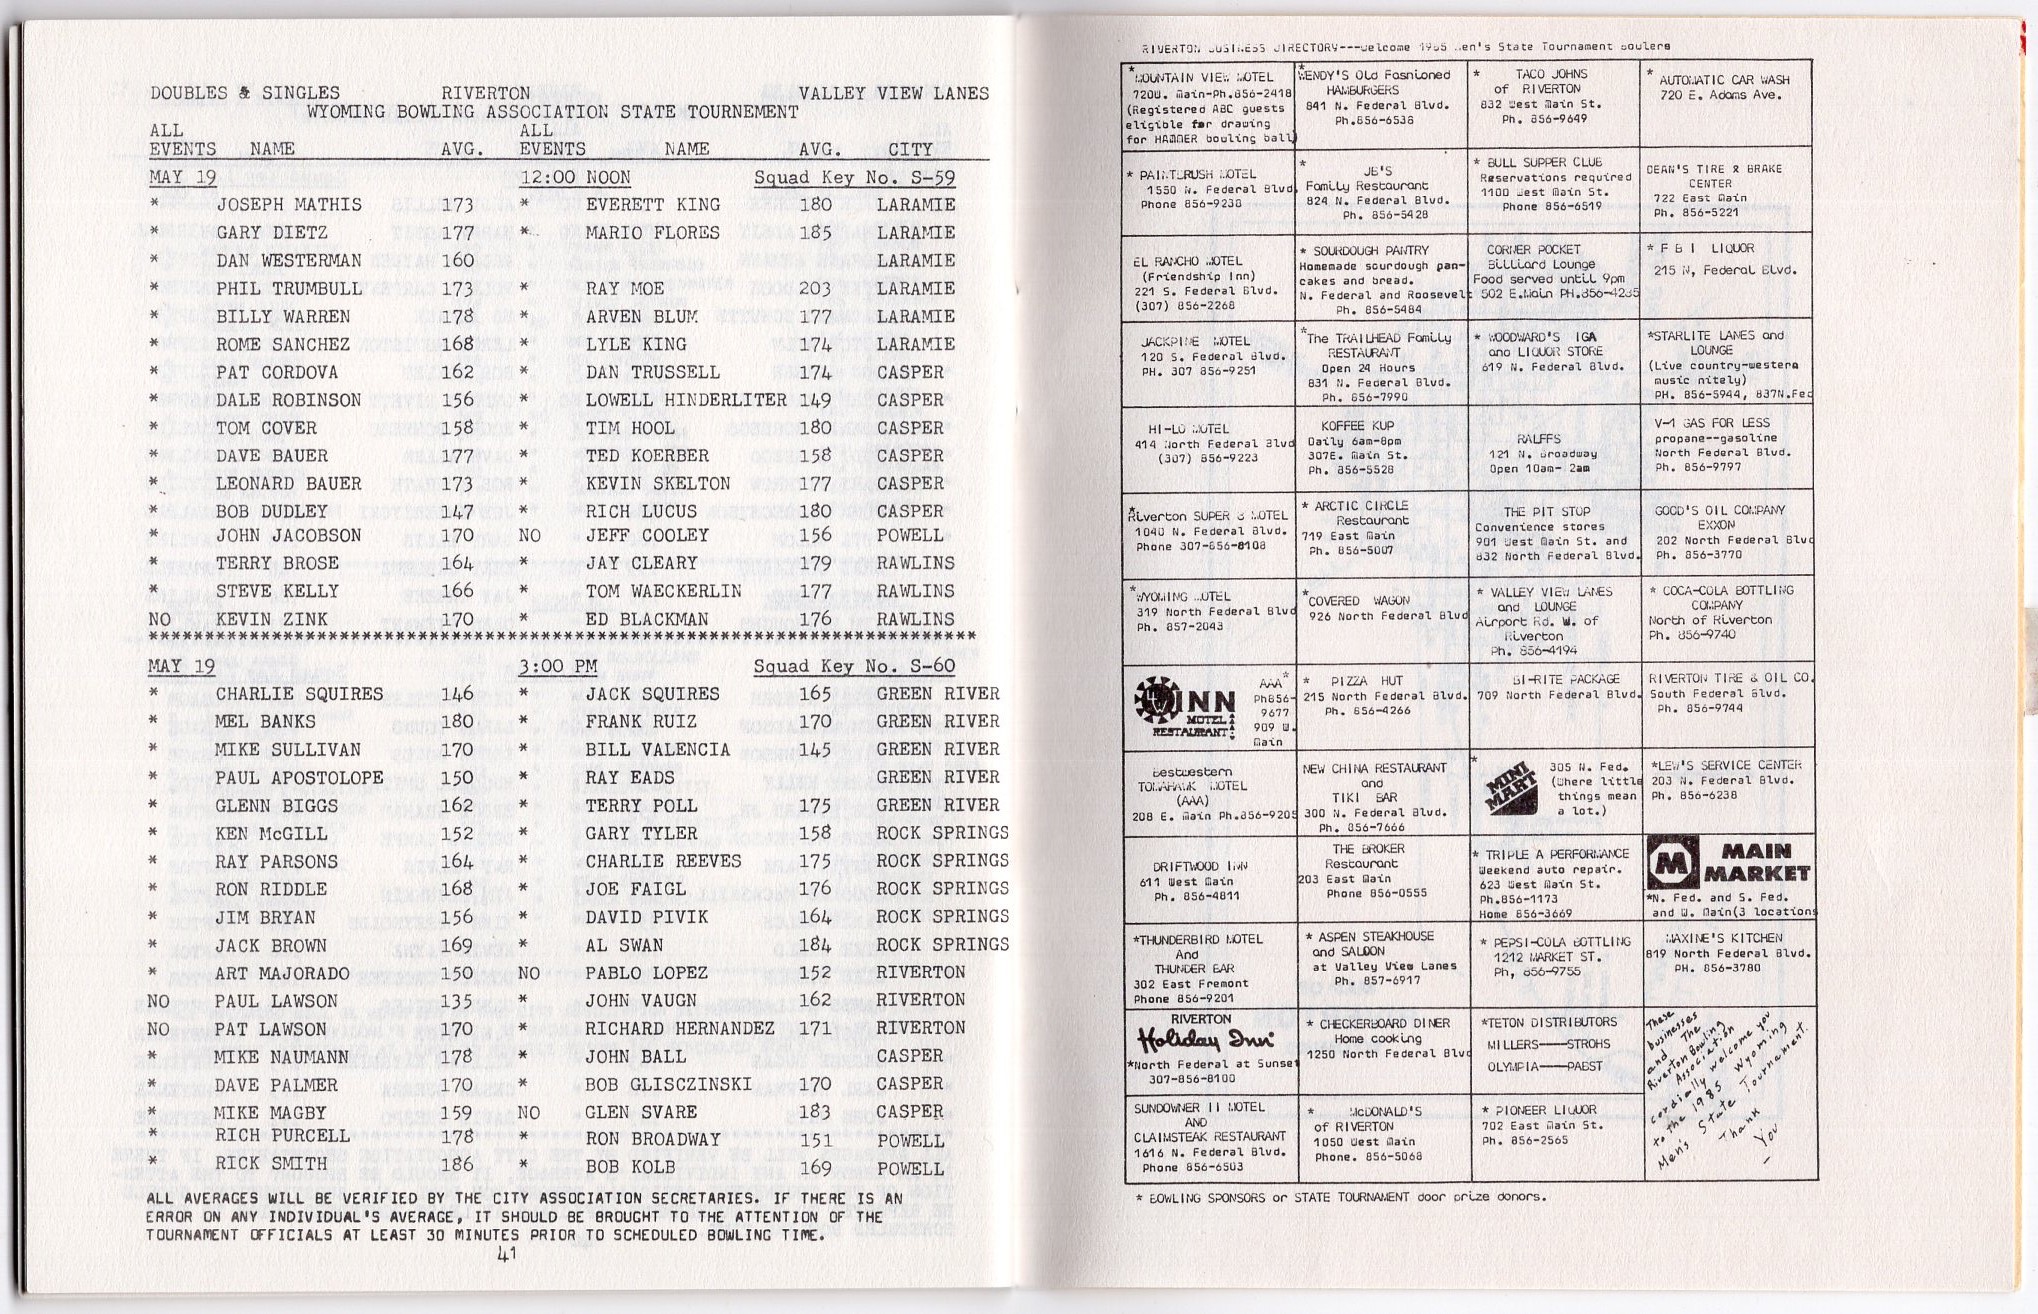 DOUBLES & SINGLES RIVERTON VALLEY VIEW LANES
WYOMING BOWLING ASSOCIATION STATE TOURNEMENT
ALL ALL
EVENTS NAME AVG. EVENTS NAME AVG. CITY
MAY 19 12:00 NOON Squad Key No. S-59
* JOSEPH MATHIS 173 * EVERETT KING 180 LARAMIE
* GARY DIETZ 177 * MARIO FLORES 185 LARAMIE
* DAN WESTERMAN 160 LARAMIE
* PHIL TRUMBULL 173 * RAY MOE 203 LARAMIE
* BILLY WARREN 178 * ARVEN BLUM 177 LARAMIE
* ROME SANCHEZ 168 * LYLE KING 174 LARAMIE
* PAT CORDOVA 162 * DAN TRUSSELL 174 CASPER
* DALE ROBINSON 156 * LOWELL HINDERLITER 149 CASPER
* TOM COVER 158 * TIM HOOL 180 CASPER
* DAVE BAUER 177 * TED KOERBER 158 CASPER
* LEONARD BAUER 173 * KEVIN SKELTON 177 CASPER
* BOB DUDLEY 147 * RICH LUCUS 180 CASPER
* JOHN JACOBSON 170 NO JEFF COOLEY 156 POWELL
* TERRY BROSE 164 * JAY CLEARY 179 RAWLINS
* STEVE KELLY 166 * TOM WAECKERLIN 177 RAWLINS
NO KEVIN ZINK 170 * ED BLACKMAN 176 RAWLINS
MAY 19 3:00 PM Squad Key No. S-60
* CHARLIE SQUIRES 146 * JACK SQUIRES 165 GREEN RIVER
* MEL BANKS 180 * FRANK RUIZ 170 GREEN RIVER
* MIKE SULLIVAN 170 * BILL VALENCIA 145 GREEN RIVER
* PAUL APOSTOLOPE 150 * RAY EADS GREEN RIVER
* GLENN BIGGS 162 * TERRY POLL 175 GREEN RIVER
* KEN McGILL 152 * GARY TYLER 158 ROCK SPRINGS
* RAY PARSONS 164 * CHARLIE REEVES 175 ROCK SPRINGS
* RON RIDDLE 168 * JOE FAIGL 176 ROCK SPRINGS
* JIM BRYAN 156 * DAVID PIVIK 164 ROCK SPRINGS
* JACK BROWN 169 * AL SWAN 184 ROCK SPRINGS
* ART MAJORADO 150 NO PABLO LOPEZ 152 RIVERTON
NO PAUL LAWSON 135 * JOHN VAUGN 162 RIVERTON
NO PAT LAWSON 170 * RICHARD HERNANDEZ 171 RIVERTON
* MIKE NAUMANN 178 * JOHN BALL CASPER
* DAVE PALMER 170 * BOB GLISCZINSKI 170 CASPER
* MIKE MAGBY 159 NO GLEN SVARE 183 CASPER
* RICH PURCELL 178 * RON BROADWAY 151 POWELL
* RICK SMITH 186 * BOB KOLB 169 POWELL
ALL AVERAGES WILL BE VERIFIED BY THE CITY ASSOCIATION SECRETARIES. IF THERE IS AN
ERROR ON ANY INDIVIDUAL'S AVERAGE, IT SHOULD BE BROUGHT TO THE ATTENTION OF THE
TOURNAMENT OFFICIALS AT LEAST 30 MINUTES PRIOR TO SCHEDULED BOWLING TIME.
41
RIVERTON BUSINESS DIRECTORY---Welcome 1985 Men's State Tournament Bowlers
*MOUNTAIN VIEW MOTEL
720W. Main-Ph.856-2418
(Registered ABC guests
eligible for drawing
for HAMMER bowling ball)
*WENDY'S Old Fashioned
HAMBURGERS
841 N. Federal Blvd.
Ph.856-6538
* TACO JOHNS
of RIVERTON
832 West Main St.
Ph. 856-9649
* AUTOMATIC CAR WASH
720 E. Adams Ave.
* PAINTBRUSH MOTEL
1550 N. Federal Blvd
Phone 856-9238
*
JB'S
Family Restaurant
824 N. Federal Blvd.
Ph. 856-5428
* BULL SUPPER CLUB
Reservations required
1100 West Main St.
Phone 856-6519
DEAN'S TIRE & BRAKE
CENTER
722 East Main
Ph. 856-5221
EL RANCHO MOTEL
(Friendship Inn)
221 S. Federal Blvd.
(307) 856-2268
* SOURDOUGH PANTRY
Homemade sourdough pan-
cakes and bread.
N. Federal and Roosevelt
Ph. 856-5484
CORNER POCKET
Billiard Lounge
Food served until 9pm
502 E.Main PH.856-4235
* F & I LIQUOR
215 N, Federal Blvd.
JACKPINE MOTEL
120 S. Federal Blvd.
PH. 307 856-9251
*The TRAILHEAD Family
RESTAURANT
Open 24 Hours
831 N. Federal Blvd.
Ph. 856-7990
* WOODWARD'S IGA
and LIQUOR STORE
619 N. Federal Blvd.
*STARLITE LANES and
LOUNGE
(Live country-western
music nitely)
PH. 856-5944, 837N.Fed
HI-LO MOTEL
414 North Federal Blvd
(307) 856-9223
KOFFEE KUP
Daily 6am-8pm
307E. Main St.
Ph. 856-5528
RALFFS
121 N. Broadway
Open 10am- 2am
V-1 GAS FOR LESS
propane--gasoline
North Federal Blvd.
Ph. 856-9797
*Riverton SUPER 8 MOTEL
1040 N. Federal Blvd.
Phone 307-856-8108
* ARCTIC CIRCLE
Restaurant
719 East Main
Ph. 856-5007
THE PIT STOP
Convenience stores
901 West Main St. and
832 North Federal Blvd.
GOOD'S OIL COMPANY
EXXON
202 North Federal Blvd
Ph. 856-3770
*WYOMING MOTEL
319 North Federal Blvd
Ph. 857-2043
*COVERED WAGON
926 North Federal Blvd
* VALLEY VIEW LANES
and LOUNGE
Airport Rd. W. of
Riverton
Ph. 856-4194
* COCA-COLA BOTTLING
COMPANY
North of Riverton
Ph. 856-9740
INN
MOTEL
RESTAURANT
AAA*
Ph856-
9677
909 W.
Main
* PIZZA HUT
215 North Federal Blvd.
Ph. 856-4266
BI-RITE PACKAGE
709 North Federal Blvd.
RIVERTON TIRE & OIL CO.
South Federal Blvd.
Ph. 856-9744
Bestwestern
TOMAHAWK MOTEL
(AAA)
208 E. Main Ph.856-9205
NEW CHINA RESTAURANT
and
TIKI BAR
300 N. Federal Blvd.
Ph. 856-7666
*
MINI
MART
305 N. Fed.
(Where little
things mean
a lot.)
*LEW'S SERVICE CENTER
203 N. Federal Blvd.
Ph. 856-6238
DRIFTWOOD INN
611 West Main
Ph. 856-4811
THE BROKER
Restaurant
203 East Main
Phone 856-0555
* TRIPLE A PERFORMANCE
Weekend auto repair.
623 West Main St.
Ph.856-1173
Home 856-3669
M MAIN
MARKET
*N. Fed. and S. Fed.
and W. Main(3 locations
*THUNDERBIRD MOTEL
And
THUNDER BAR
302 East Fremont
Phone 856-9201
* ASPEN STEAKHOUSE
and SALOON
at Valley View Lanes
Ph. 857-6917
* PEPSI-COLA BOTTLING
1212 MARKET ST.
Ph, 856-9755
MAXINE'S KITCHEN
819 North Federal Blvd.
PH. 856-3780
RIVERTON
Holiday Inn
*North Federal at Sunset
307-856-8100
* CHECKERBOARD DINER
Home cooking
1250 North Federal Blvd
*TETON DISTRIBUTORS
MILLERS----STROHS
OLYMPIA----PABST
These
businesses
and The
Riverton Bowling
Association
cordially welcome you
to the 1985 Wyoming
Men's State Tournament.
Thank
You
SUNDOWNER II MOTEL
AND
CLAIMSTEAK RESTAURANT
1616 N. Federal Blvd.
Phone 856-6503
* McDONALD'S
of RIVERTON
1050 West Main
Phone. 856-5068
* PIONEER LIQUOR
702 East Main St.
Ph. 856-2565
* BOWLING SPONSORS or STATE TOURNAMENT door prize donors.